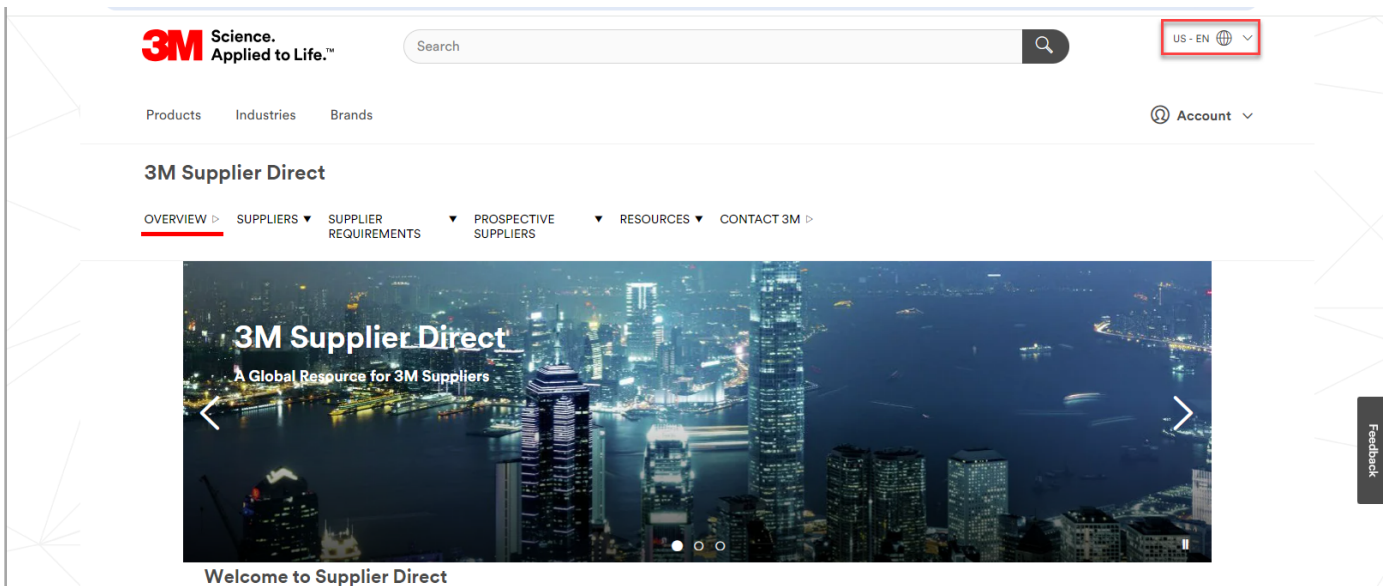 3M Science.
Applied to Life.™
Search
US - EN
Products Industries Brands
Account
3M Supplier Direct
OVERVIEW SUPPLIERS SUPPLIER REQUIREMENTS PROSPECTIVE SUPPLIERS RESOURCES CONTACT 3M
3M Supplier Direct
A Global Resource for 3M Suppliers
Feedback
Welcome to Supplier Direct